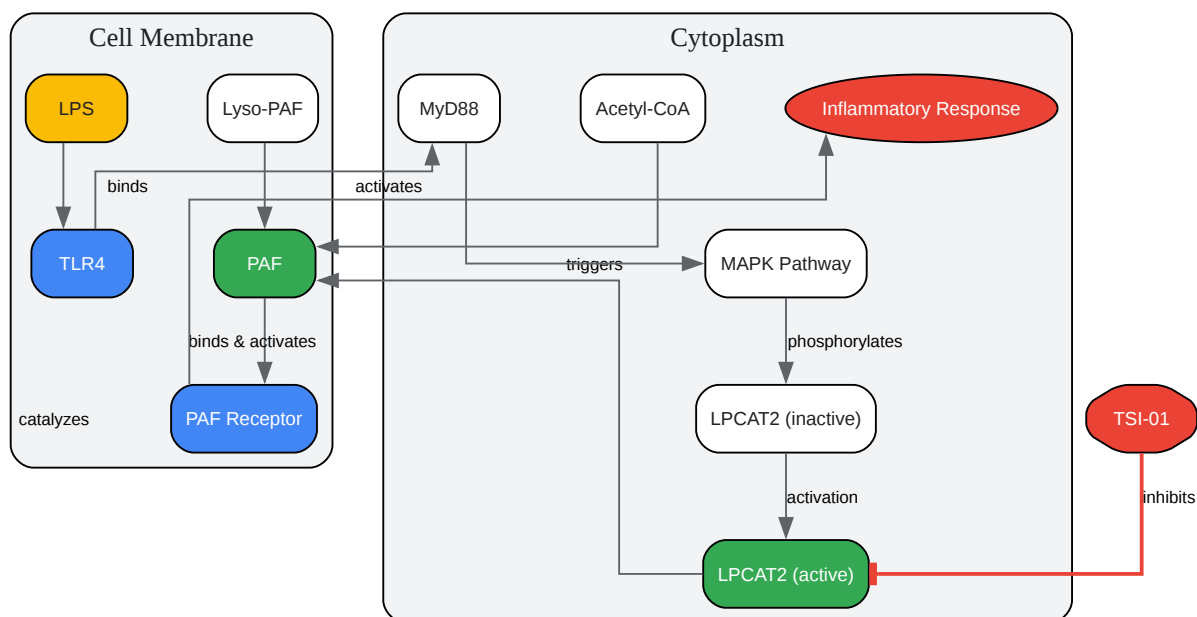 Cell Membrane
Cytoplasm
LPS
Lyso-PAF
MyD88
Acetyl-CoA
Inflammatory Response
binds
activates
TLR4
PAF
triggers
MAPK Pathway
binds & activates
phosphorylates
catalyzes
PAF Receptor
LPCAT2 (inactive)
TSI-01
activation
inhibits
LPCAT2 (active)